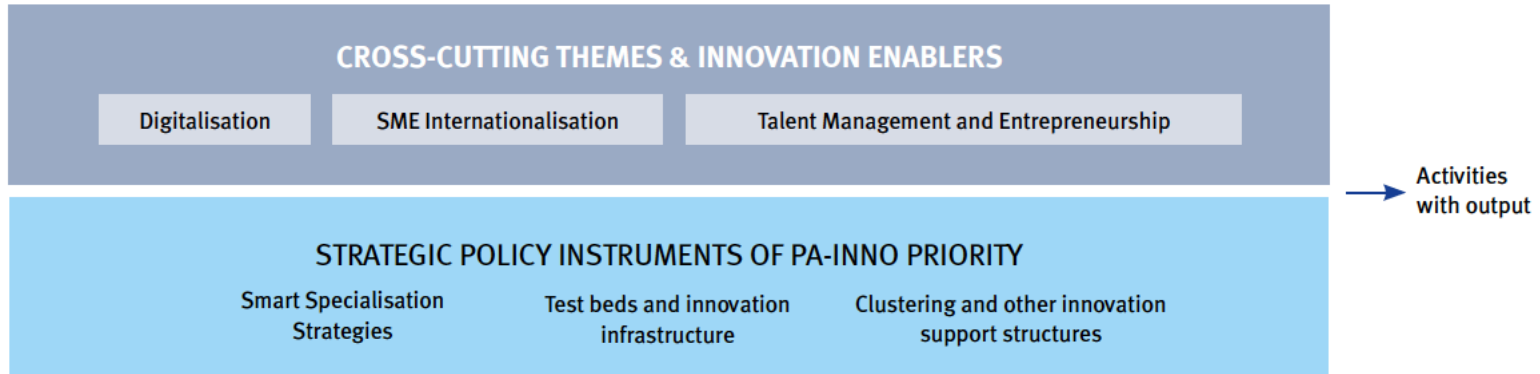 CROSS-CUTTING THEMES & INNOVATION ENABLERS
Digitalisation
SME Internationalisation
Talent Management and Entrepreneurship
Activities
with output
STRATEGIC POLICY INSTRUMENTS OF PA-INNO PRIORITY
Smart Specialisation
Strategies
Test beds and innovation
infrastructure
Clustering and other innovation
support structures